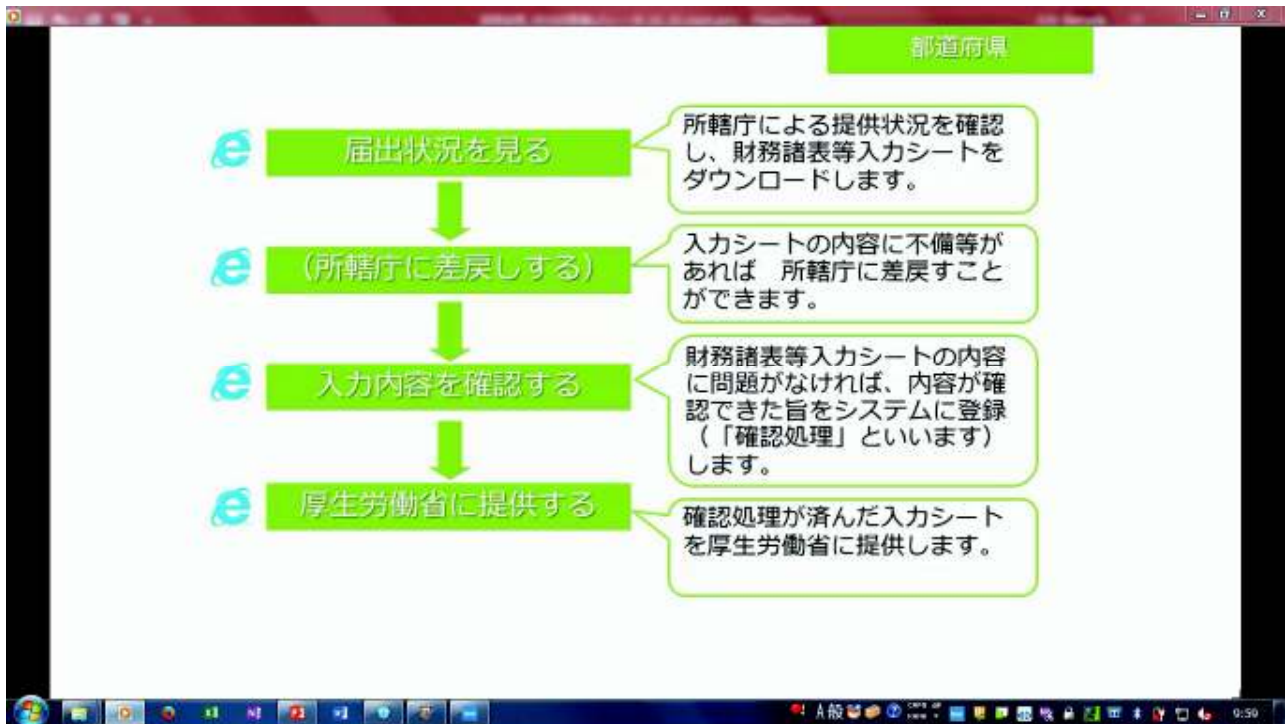 都道府県
届出状況を見る
所轄庁による提供状況を確認
し、財務諸表等入力シートを
ダウンロードします。
(所轄庁に差戻しする)
入力シートの内容に不備等が
あれば 所轄庁に差戻すこと
ができます。
入力内容を確認する
財務諸表等入力シートの内容
に問題がなければ、内容が確
認できた旨をシステムに登録
(「確認処理」といいます)
します。
厚生労働省に提供する
確認処理が済んだ入力シート
を厚生労働省に提供します。
A 般
9:59